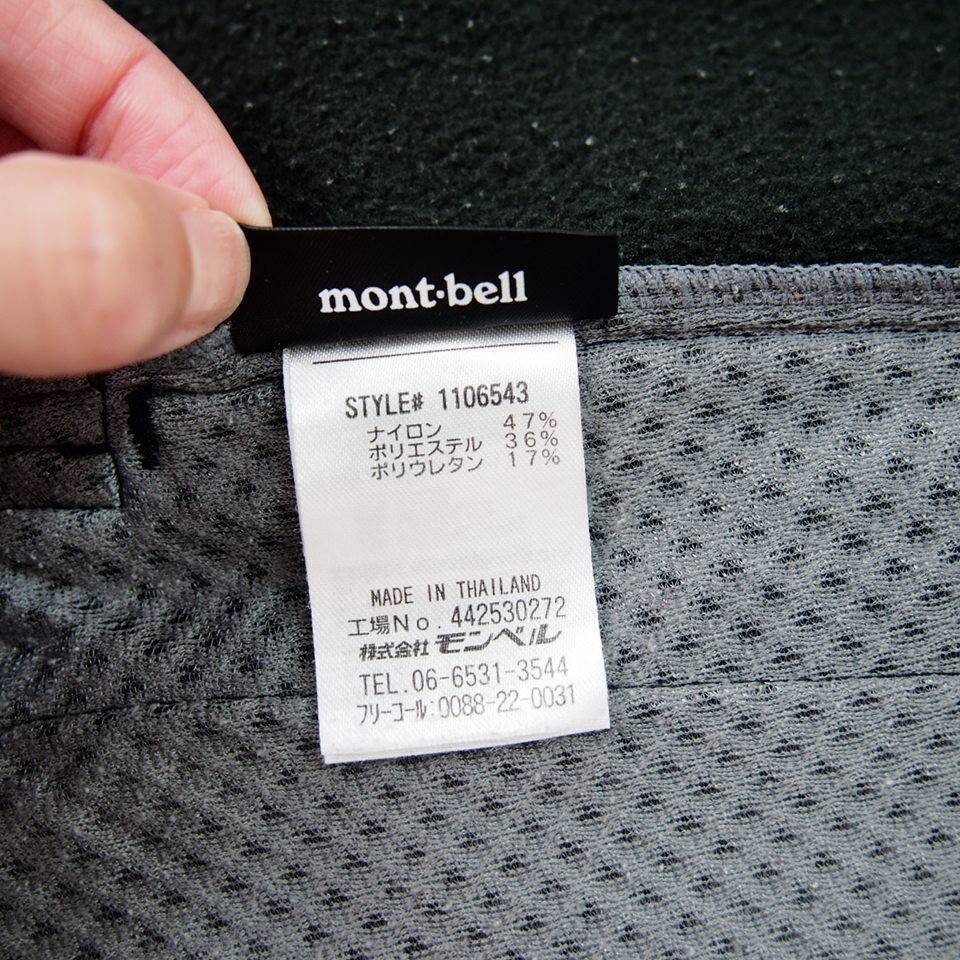 mont·bell
STYLE# 1106543
ナイロン 47%
ポリエステル 36%
ポリウレタン 17%
MADE IN THAILAND
工場No. 442530272
株式会社 モンベル
TEL.06-6531-3544
フリーコール:0088-22-0031